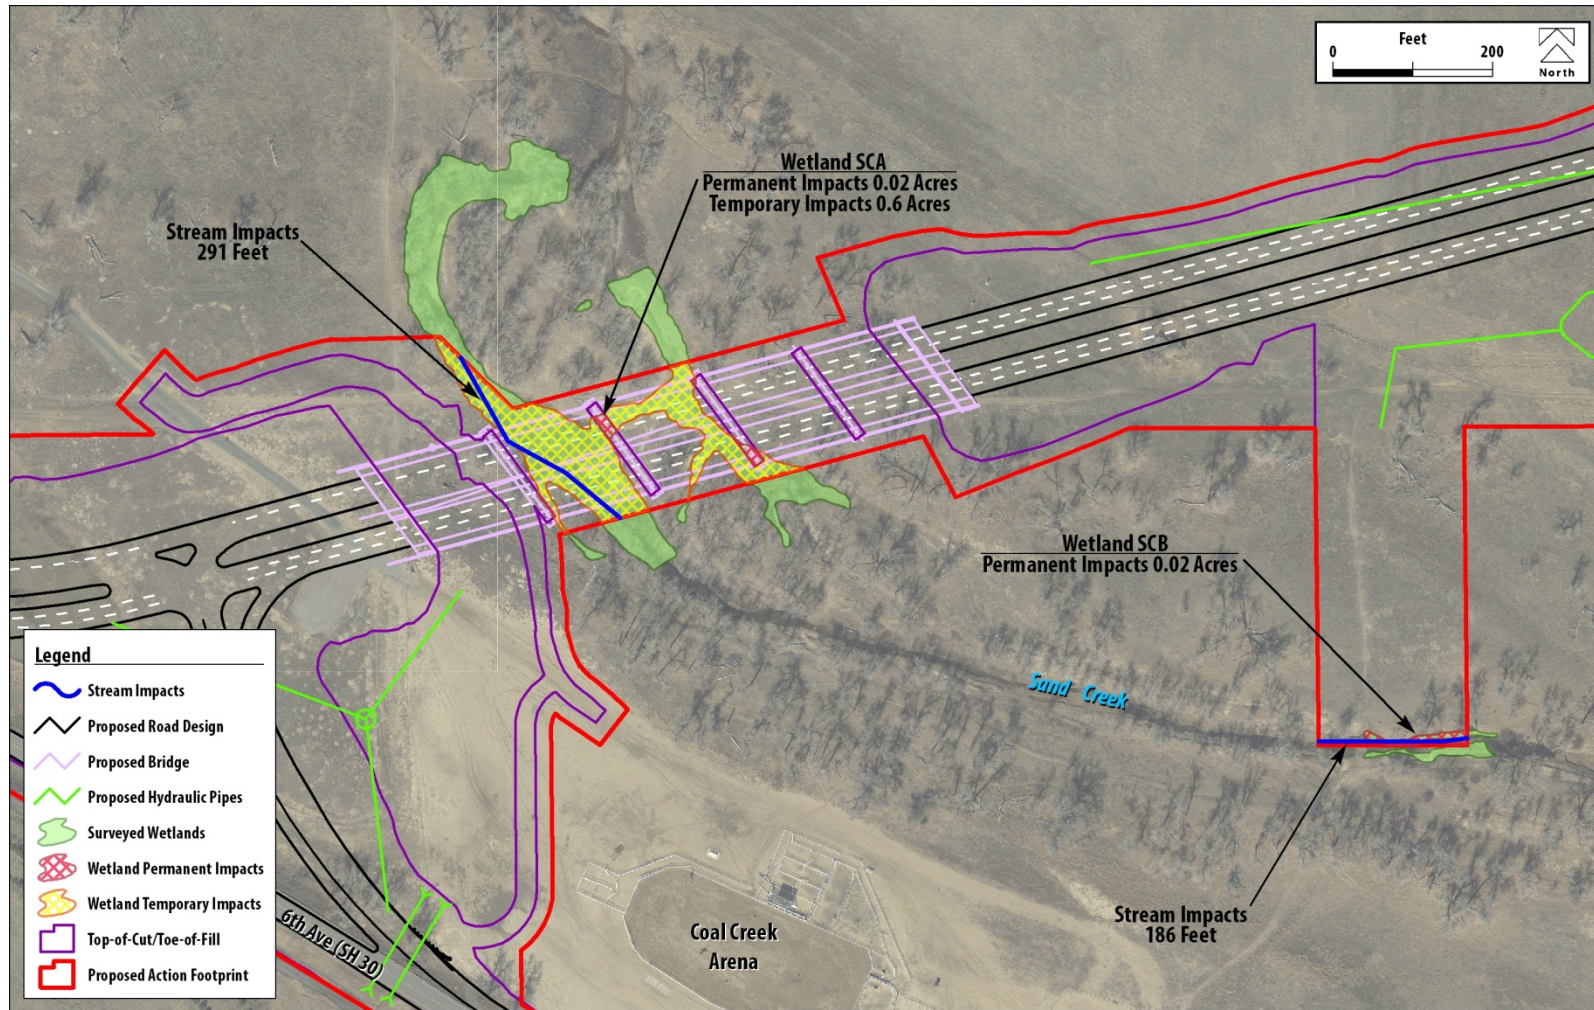 Feet
0 200
North
Wetland SCA
Permanent Impacts 0.02 Acres
Temporary Impacts 0.6 Acres
Stream Impacts
291 Feet
Wetland SCB
Permanent Impacts 0.02 Acres
Sand Creek
Legend
Stream Impacts
Proposed Road Design
Proposed Bridge
Proposed Hydraulic Pipes
Surveyed Wetlands
Wetland Permanent Impacts
Wetland Temporary Impacts
Top-of-Cut/Toe-of-Fill
Proposed Action Footprint
6th Ave (SH 30)
Coal Creek
Arena
Stream Impacts
186 Feet